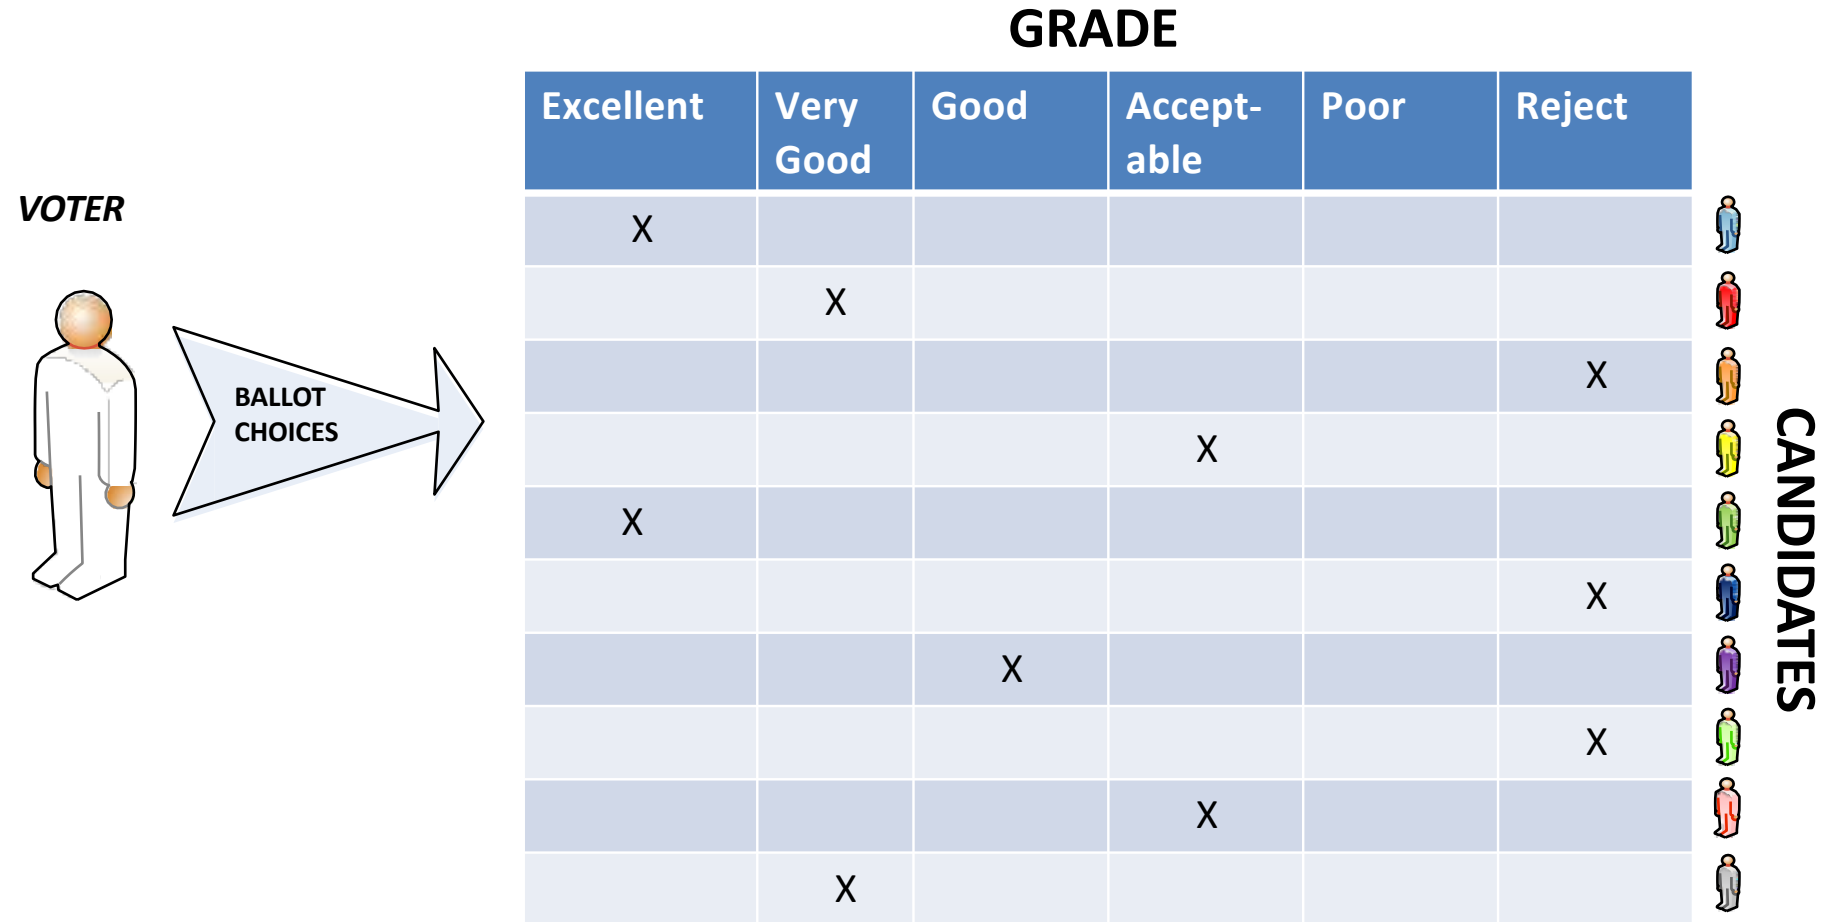 GRADE
Excellent
Very
Good
Good
Accept-
able
Poor
Reject
VOTER
X
X
X
BALLOT
CHOICES
X
X
X
X
X
X
X
CANDIDATES